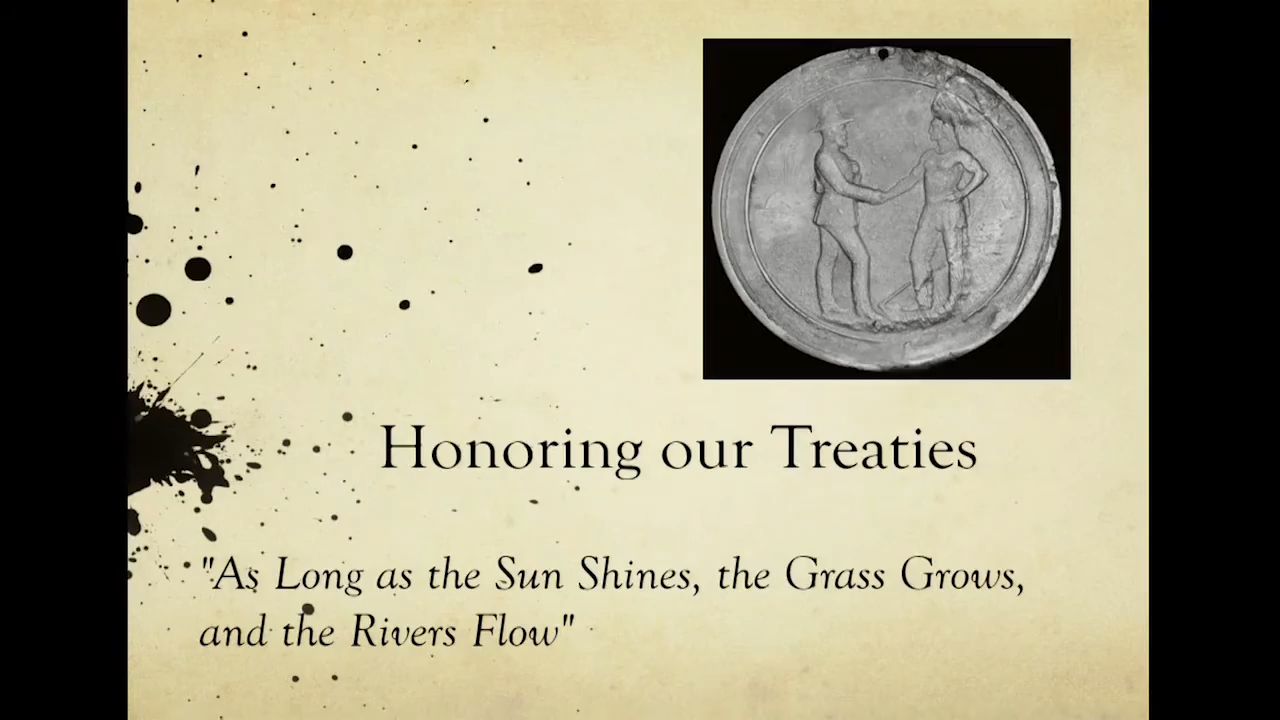 Honoring our Treaties
"As Long as the Sun Shines, the Grass Grows,
and the Rivers Flow"